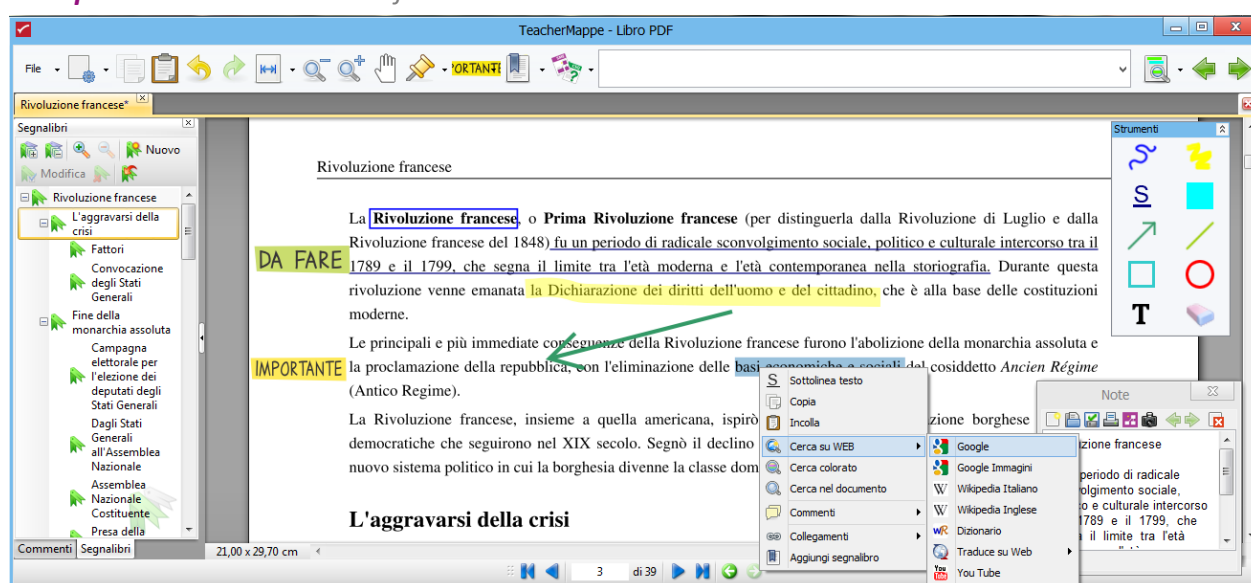 TeacherMappe - Libro PDF
File
Rivoluzione francese*
Segnalibri
Nuovo
Modifica
Rivoluzione francese
L'aggravarsi della
crisi
Fattori
Convocazione
degli Stati
Generali
Fine della
monarchia assoluta
Campagna
elettorale per
l'elezione dei
deputati degli
Stati Generali
Dagli Stati
Generali
all'Assemblea
Nazionale
Assemblea
Nazionale
Costituente
Presa della
Commenti Segnalibri
Rivoluzione francese
La Rivoluzione francese, o Prima Rivoluzione francese (per distinguerla dalla Rivoluzione di Luglio e dalla
Rivoluzione francese del 1848) fu un periodo di radicale sconvolgimento sociale, politico e culturale intercorso tra il
DA FARE
1789 e il 1799, che segna il limite tra l'età moderna e l'età contemporanea nella storiografia. Durante questa
rivoluzione venne emanata la Dichiarazione dei diritti dell'uomo e del cittadino, che è alla base delle costituzioni
moderne.
Le principali e più immediate conseguenze della Rivoluzione francese furono l'abolizione della monarchia assoluta e
IMPORTANTE
la proclamazione della repubblica, con l'eliminazione delle basi economiche e sociali del cosiddetto Ancien Régime
(Antico Regime).
La Rivoluzione francese, insieme a quella americana, ispirò zione borghese
democratiche che seguirono nel XIX secolo. Segnò il declino
nuovo sistema politico in cui la borghesia divenne la classe dom
L'aggravarsi della crisi
21,00 x 29,70 cm
3 di 39
S Sottolinea testo
Copia
Incolla
Cerca su WEB
Cerca colorato
Cerca nel documento
Commenti
Collegamenti
Aggiungi segnalibro
Google
Google Immagini
W Wikipedia Italiano
W Wikipedia Inglese
wR Dizionario
Traduce su Web
You Tube You Tube
Strumenti
S
T
Note
zione francese
periodo di radicale
olgimento sociale,
o e culturale intercorso
1789 e il 1799, che
il limite tra l'età